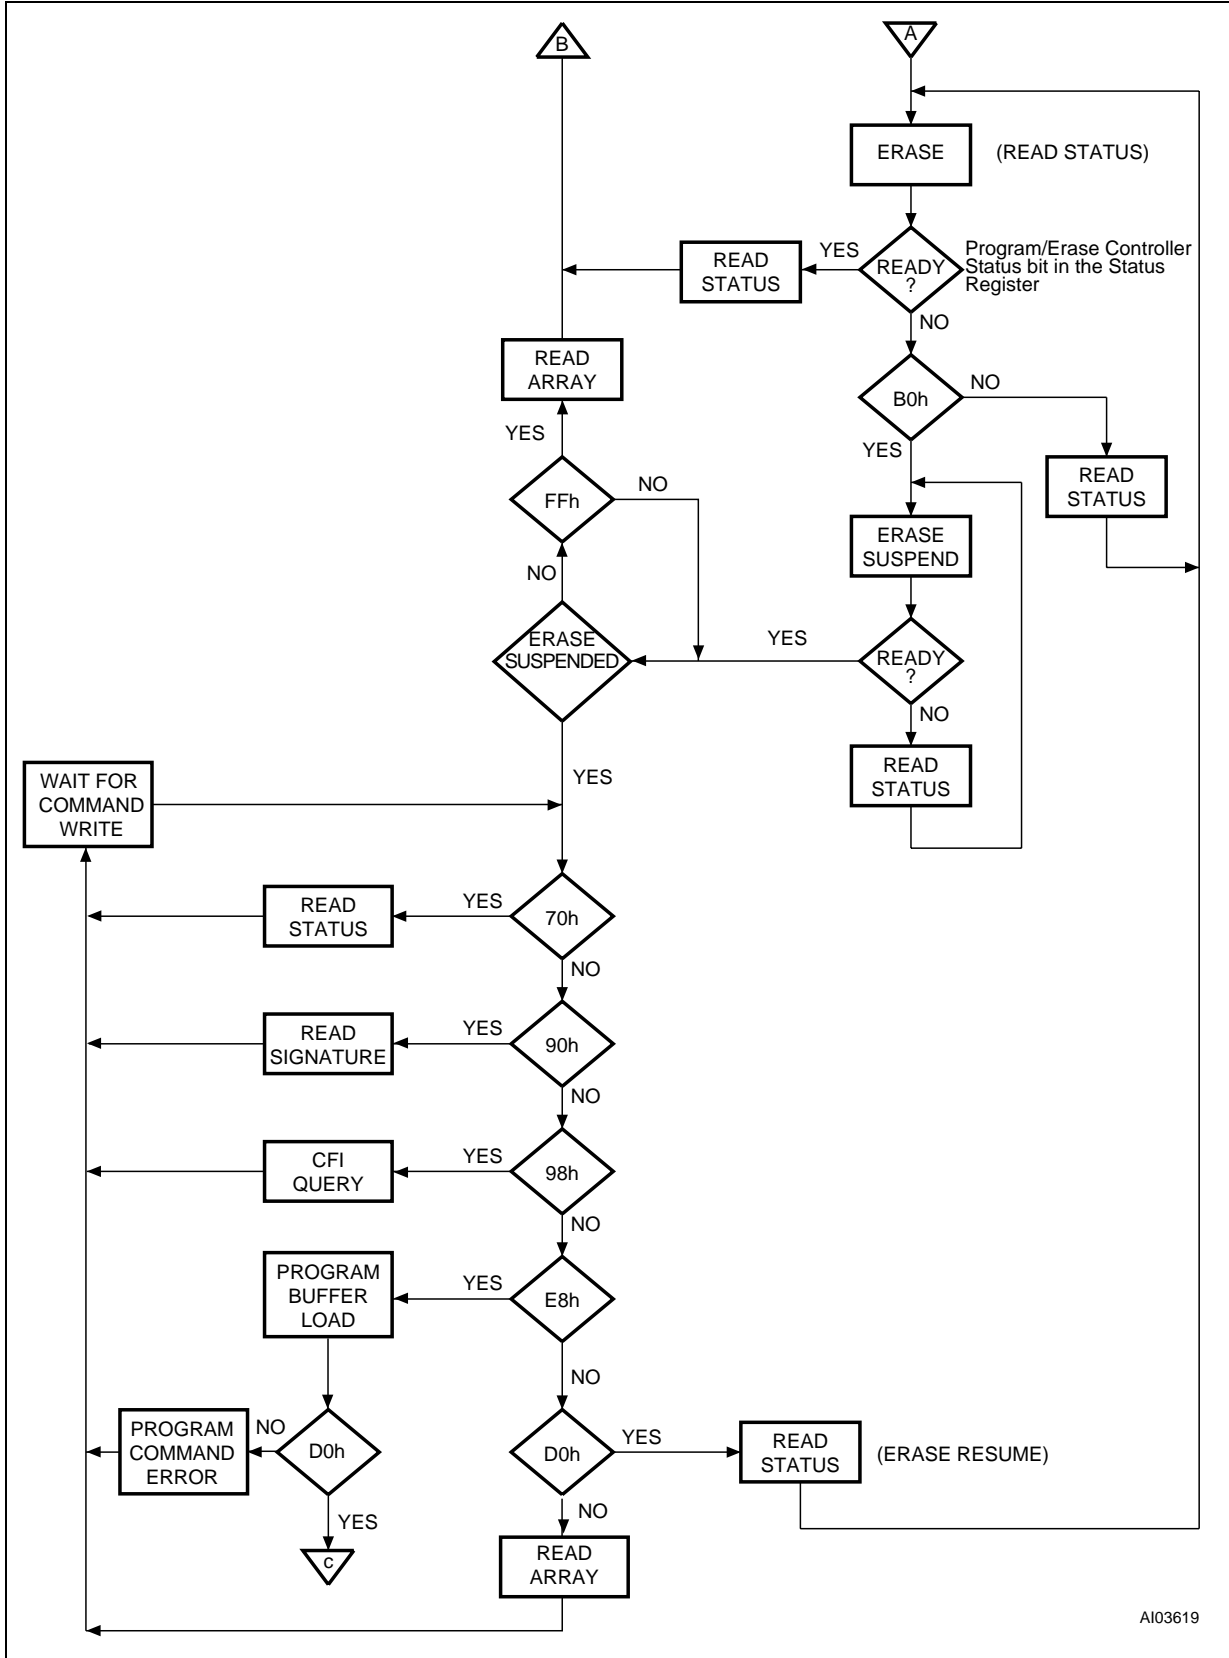 B
A
ERASE
(READ STATUS)
YES
READ
STATUS
READY
?
Program/Erase Controller
Status bit in the Status
Register
NO
READ
ARRAY
B0h
NO
YES
YES
READ
STATUS
FFh
NO
ERASE
SUSPEND
NO
ERASE
SUSPENDED
YES
READY
?
NO
READ
STATUS
YES
WAIT FOR
COMMAND
WRITE
READ
STATUS
YES
70h
NO
READ
SIGNATURE
YES
90h
NO
CFI
QUERY
YES
98h
NO
PROGRAM
BUFFER
LOAD
YES
E8h
NO
PROGRAM
COMMAND
ERROR
NO
D0h
YES
c
D0h
YES
READ
STATUS
(ERASE RESUME)
NO
READ
ARRAY
AI03619